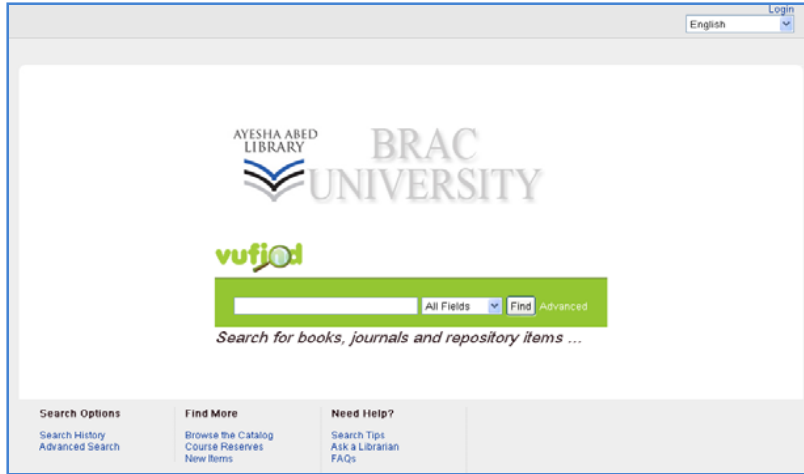 Login
English
AYESHA ABED
LIBRARY
BRAC
UNIVERSITY
vufind
All Fields Find Advanced
Search for books, journals and repository items ...
Search Options
Search History
Advanced Search
Find More
Browse the Catalog
Course Reserves
New Items
Need Help?
Search Tips
Ask a Librarian
FAQs